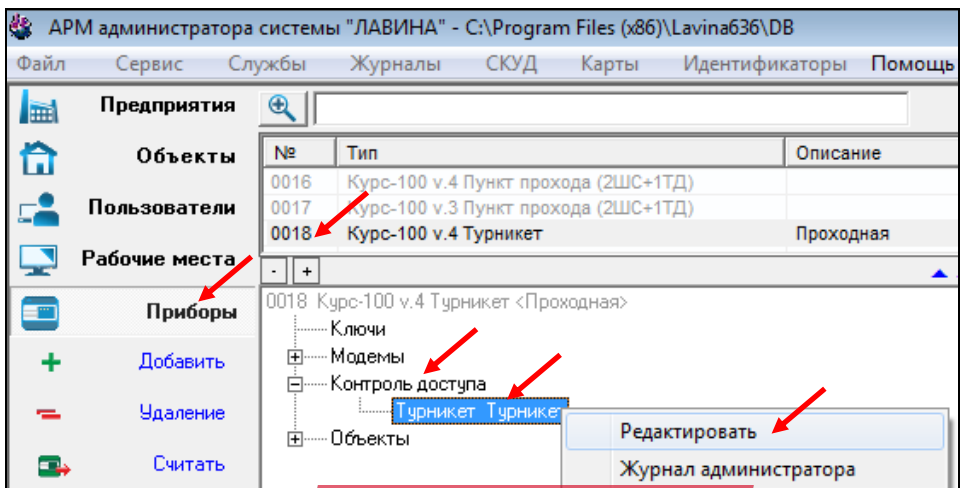 АРМ администратора системы "ЛАВИНА" - C:\Program Files (x86)\Lavina636\DB
Файл Сервис Службы Журналы СКУД Карты Идентификаторы Помощь
Предприятия
Объекты
Пользователи
Рабочие места
Приборы
Добавить
Удаление
Считать
№ Тип Описание
0016 Курс-100 v.4 Пункт прохода (2ШС+1ТД)
0017 Курс-100 v.3 Пункт прохода (2ШС+1ТД)
0018 Курс-100 v.4 Турникет Проходная
- +
0018 Курс-100 v.4 Турникет <Проходная>
Ключи
Модемы
Контроль доступа
Турникет Турникет
Объекты
Редактировать
Журнал администратора